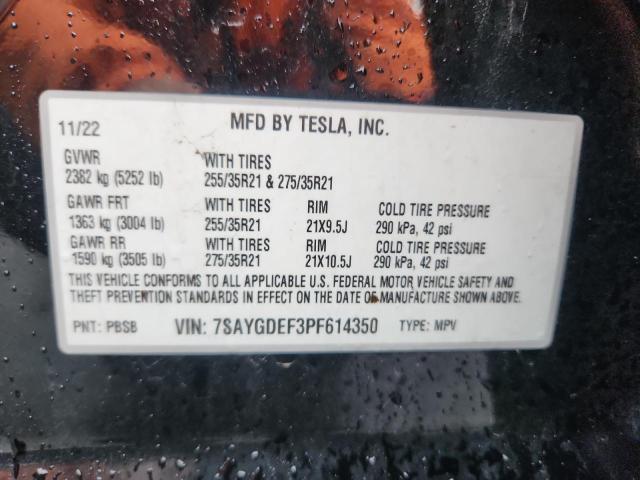 11/22 MFD BY TESLA, INC.
GVWR WITH TIRES
2382 kg (5252 lb) 255/35R21 & 275/35R21
GAWR FRT WITH TIRES RIM COLD TIRE PRESSURE
1363 kg (3004 lb) 255/35R21 21X9.5J 290 kPa, 42 psi
GAWR RR WITH TIRES RIM COLD TIRE PRESSURE
1590 kg (3505 lb) 275/35R21 21X10.5J 290 kPa, 42 psi
THIS VEHICLE CONFORMS TO ALL APPLICABLE U.S. FEDERAL MOTOR VEHICLE SAFETY AND
THEFT PREVENTION STANDARDS IN EFFECT ON THE DATE OF MANUFACTURE SHOWN ABOVE.
PNT: PBSB VIN: 7SAYGDEF3PF614350 TYPE: MPV